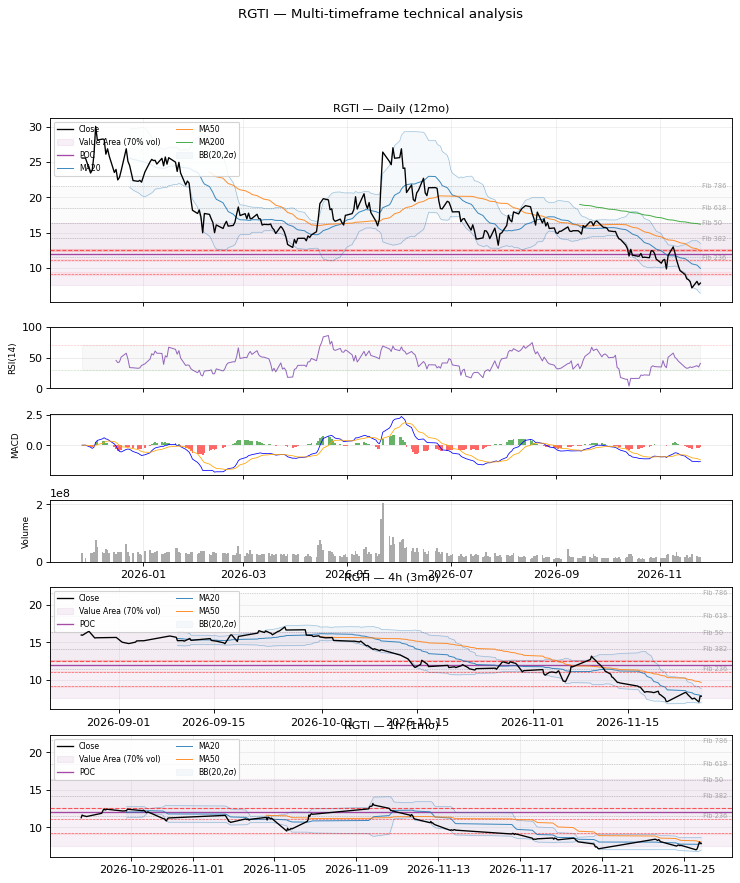 RGTI — Multi-timeframe technical analysis
RGTI — Daily (12mo)
Close
Value Area (70% vol)
POC
MA20
MA50
MA200
BB(20,2σ)
30
25
20
15
10
Fib 786
Fib 618
Fib 50
Fib 382
Fib 236
RSI(14)
100
50
0
MACD
2.5
0.0
1e8
Volume
2
0
2026-01
2026-03
2026-05
2026-07
2026-09
2026-11
RGTI — 4h (3mo)
Close
Value Area (70% vol)
POC
MA20
MA50
BB(20,2σ)
20
15
10
Fib 786
Fib 618
Fib 50
Fib 382
Fib 236
2026-09-01
2026-09-15
2026-10-01
2026-10-15
2026-11-01
2026-11-15
RGTI — 1h (1mo)
Close
Value Area (70% vol)
POC
MA20
MA50
BB(20,2σ)
20
15
10
Fib 786
Fib 618
Fib 50
Fib 382
Fib 236
2026-10-29
2026-11-01
2026-11-05
2026-11-09
2026-11-13
2026-11-17
2026-11-21
2026-11-25